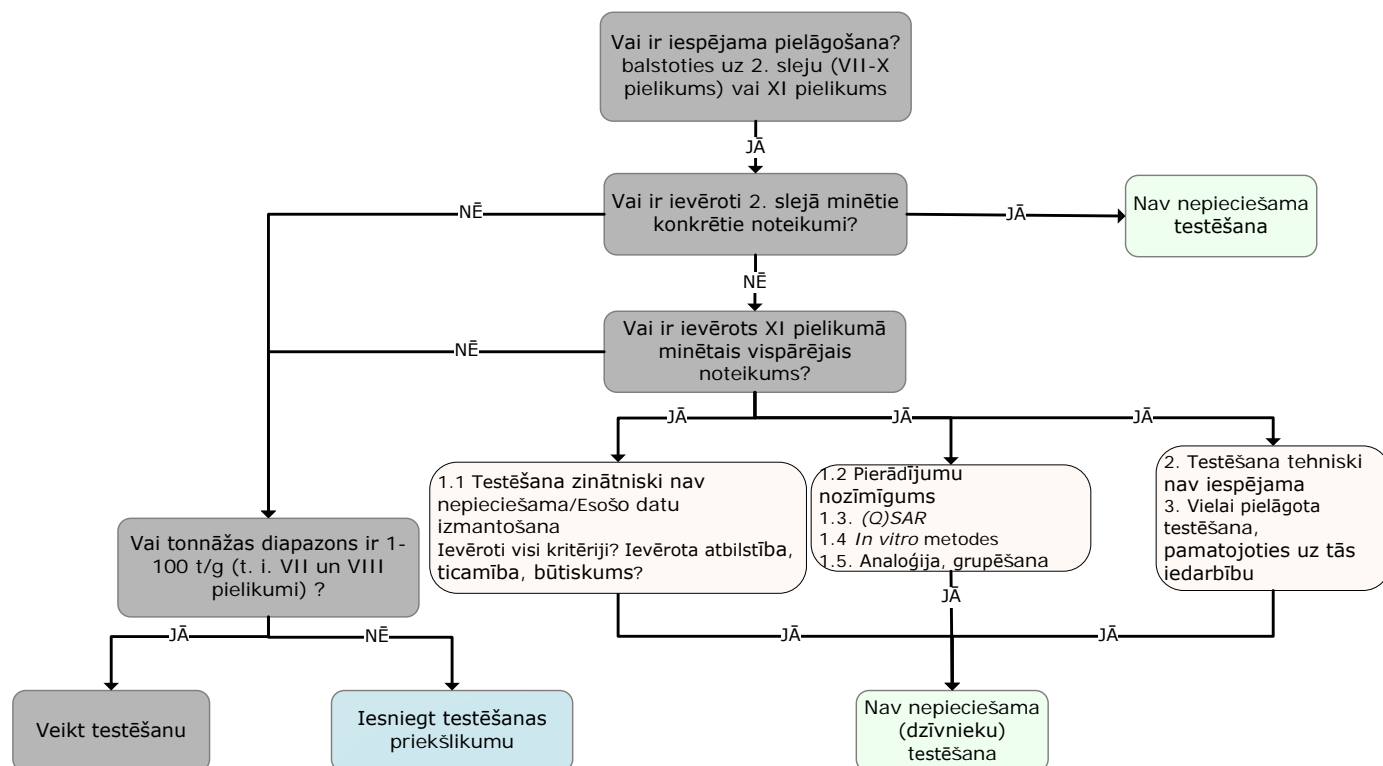 Vai ir iespējama pielāgošana?
balstoties uz 2. sleju (VII-X
pielikums) vai XI pielikums
JĀ
Vai ir ievēroti 2. slejā minētie
konkrētie noteikumi?
NĒ
JĀ
Nav nepieciešama
testēšana
NĒ
Vai ir ievērots XI pielikumā
minētais vispārējais
noteikums?
NĒ
JĀ
JĀ
JĀ
1.1 Testēšana zinātniski nav
nepieciešama/Esošo datu
izmantošana
Ievēroti visi kritēriji? Ievērota atbilstība,
ticamība, būtiskums?
1.2 Pierādījumu
nozīmīgums
1.3. (Q)SAR
1.4 In vitro metodes
1.5. Analoģija, grupēšana
2. Testēšana tehniski
nav iespējama
3. Vielai pielāgota
testēšana,
pamatojoties uz tās
iedarbību
Vai tonnāžas diapazons ir 1-
100 t/g (t. i. VII un VIII
pielikumi) ?
JĀ
NĒ
JĀ
JĀ
JĀ
Veikt testēšanu
Iesniegt testēšanas
priekšlikumu
Nav nepieciešama
(dzīvnieku)
testēšana